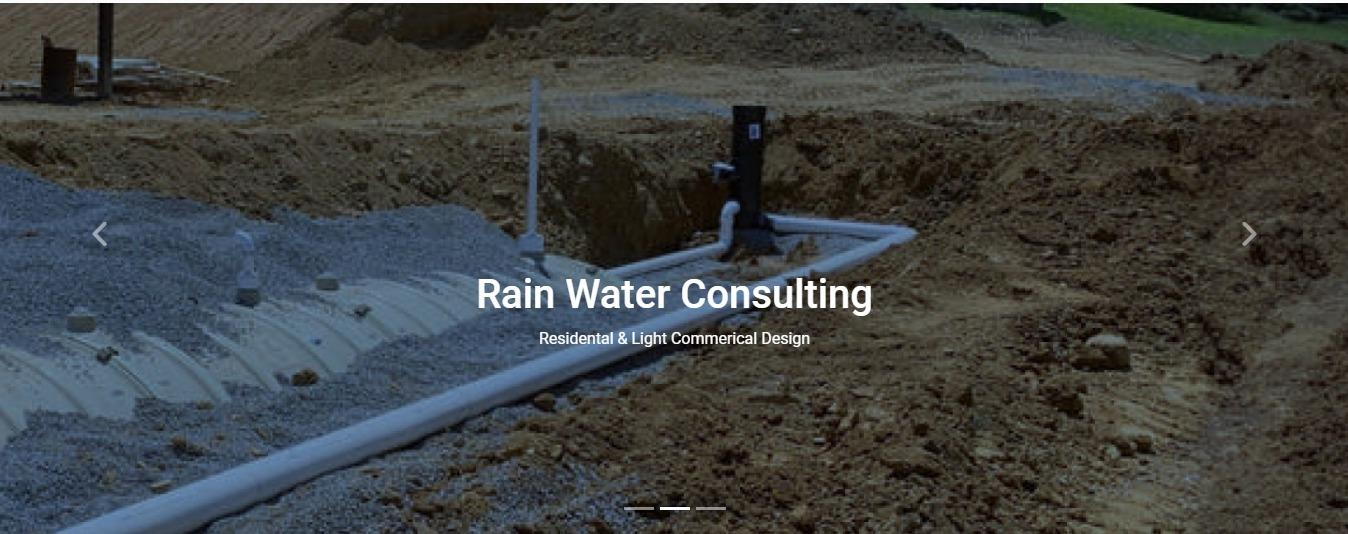 Rain Water Consulting
Residental & Light Commerical Design